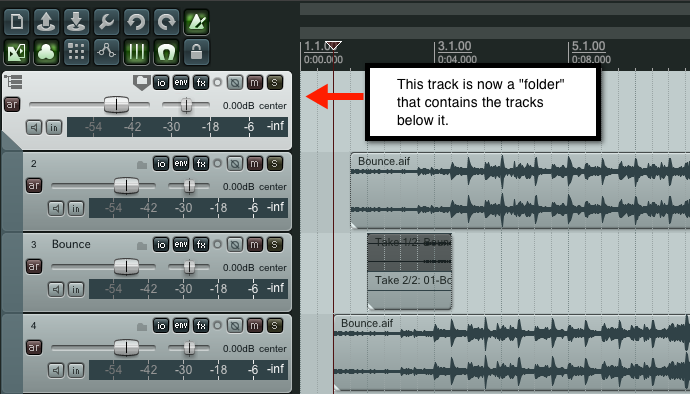 1.1.00 3.1.00 5.1.00
0:00.000 0:04.000 0:08.000
io env fx m s
ar 0.00dB center
in -54 -42 -30 -18 -6 -inf
This track is now a "folder"
that contains the tracks
below it.
2 io env fx m s
ar 0.00dB center
in -54 -42 -30 -18 -6 -inf
Bounce.aif
3 Bounce io env fx m s
ar 0.00dB center
in -54 -42 -30 -18 -6 -inf
Take 1/2:
Take 2/2: 01-Bo
4 io env fx m s
ar 0.00dB center
in -54 -42 -30 -18 -6 -inf
Bounce.aif